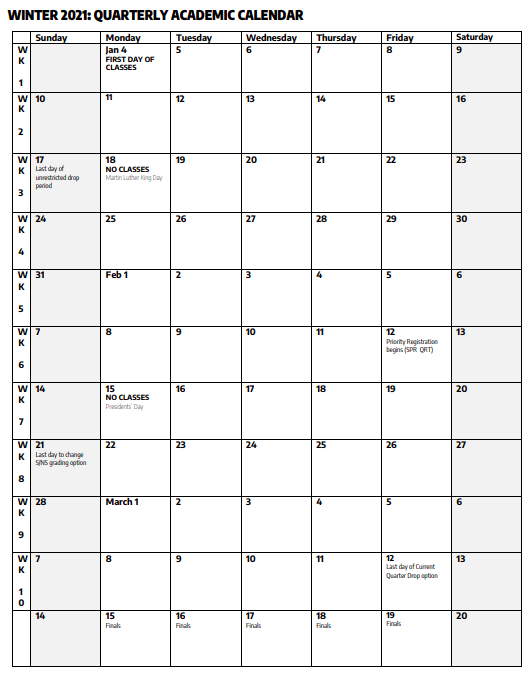 WINTER 2021: QUARTERLY ACADEMIC CALENDAR
Sunday Monday Tuesday Wednesday Thursday Friday Saturday
W
K
1
Jan 4 5 6 7 8 9
FIRST DAY OF
CLASSES
W
K
2
10 11 12 13 14 15 16
W
K
3
17 18 19 20 21 22 23
Last day of
unrestricted drop
period
NO CLASSES
Martin Luther King Day
W
K
4
24 25 26 27 28 29 30
W
K
5
31 Feb 1 2 3 4 5 6
W
K
6
7 8 9 10 11 12 13
Priority Registration
begins (SPR QRT)
W
K
7
14 15 16 17 18 19 20
NO CLASSES
Presidents' Day
W
K
8
21 22 23 24 25 26 27
Last day to change
S/NS grading option
W
K
9
28 March 1 2 3 4 5 6
W
K
1
0
7 8 9 10 11 12 13
Last day of Current
Quarter Drop option
14 15 16 17 18 19 20
Finals Finals Finals Finals Finals